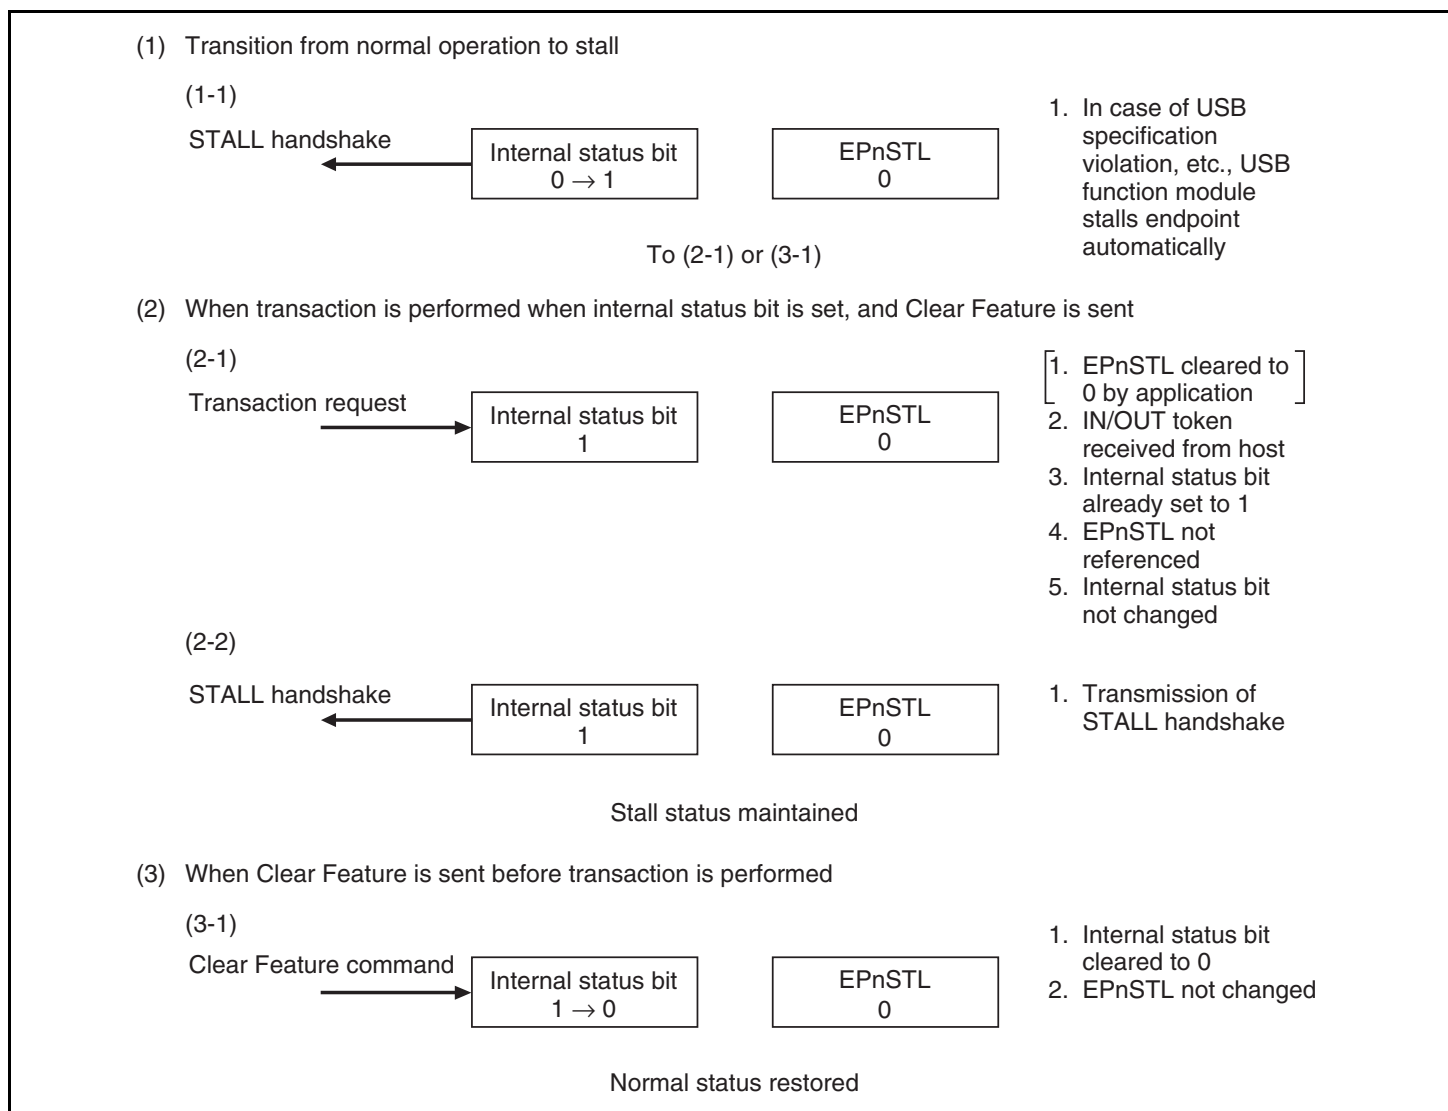 (1) Transition from normal operation to stall
(1-1)
STALL handshake
Internal status bit
0 → 1
EPnSTL
0
1. In case of USB
specification
violation, etc., USB
function module
stalls endpoint
automatically
To (2-1) or (3-1)
(2) When transaction is performed when internal status bit is set, and Clear Feature is sent
(2-1)
Transaction request
Internal status bit
1
EPnSTL
0
1. EPnSTL cleared to
0 by application
2. IN/OUT token
received from host
3. Internal status bit
already set to 1
4. EPnSTL not
referenced
5. Internal status bit
not changed
(2-2)
STALL handshake
Internal status bit
1
EPnSTL
0
1. Transmission of
STALL handshake
Stall status maintained
(3) When Clear Feature is sent before transaction is performed
(3-1)
Clear Feature command
Internal status bit
1 → 0
EPnSTL
0
1. Internal status bit
cleared to 0
2. EPnSTL not changed
Normal status restored